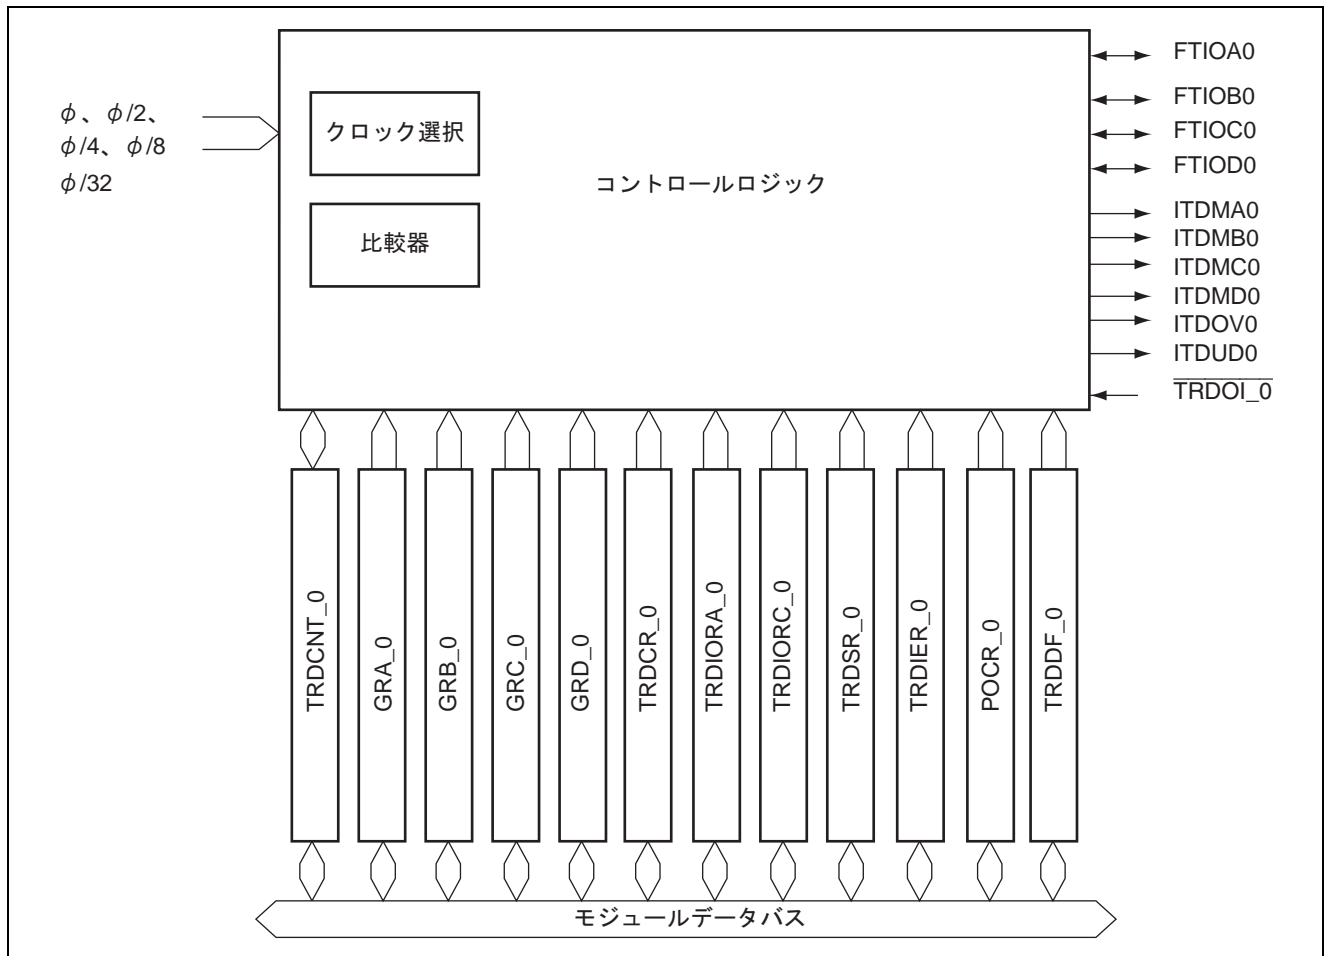 φ、φ/2、
φ/4、φ/8
φ/32
クロック選択
比較器
コントロールロジック
FTIOA0
FTIOB0
FTIOC0
FTIOD0
ITDMA0
ITDMB0
ITDMC0
ITDMD0
ITDOV0
ITDUD0
TRDOI_0
TRDCNT_0
GRA_0
GRB_0
GRC_0
GRD_0
TRDCR_0
TRDIORA_0
TRDIORC_0
TRDSR_0
TRDIER_0
POCR_0
TRDDF_0
モジュールデータバス